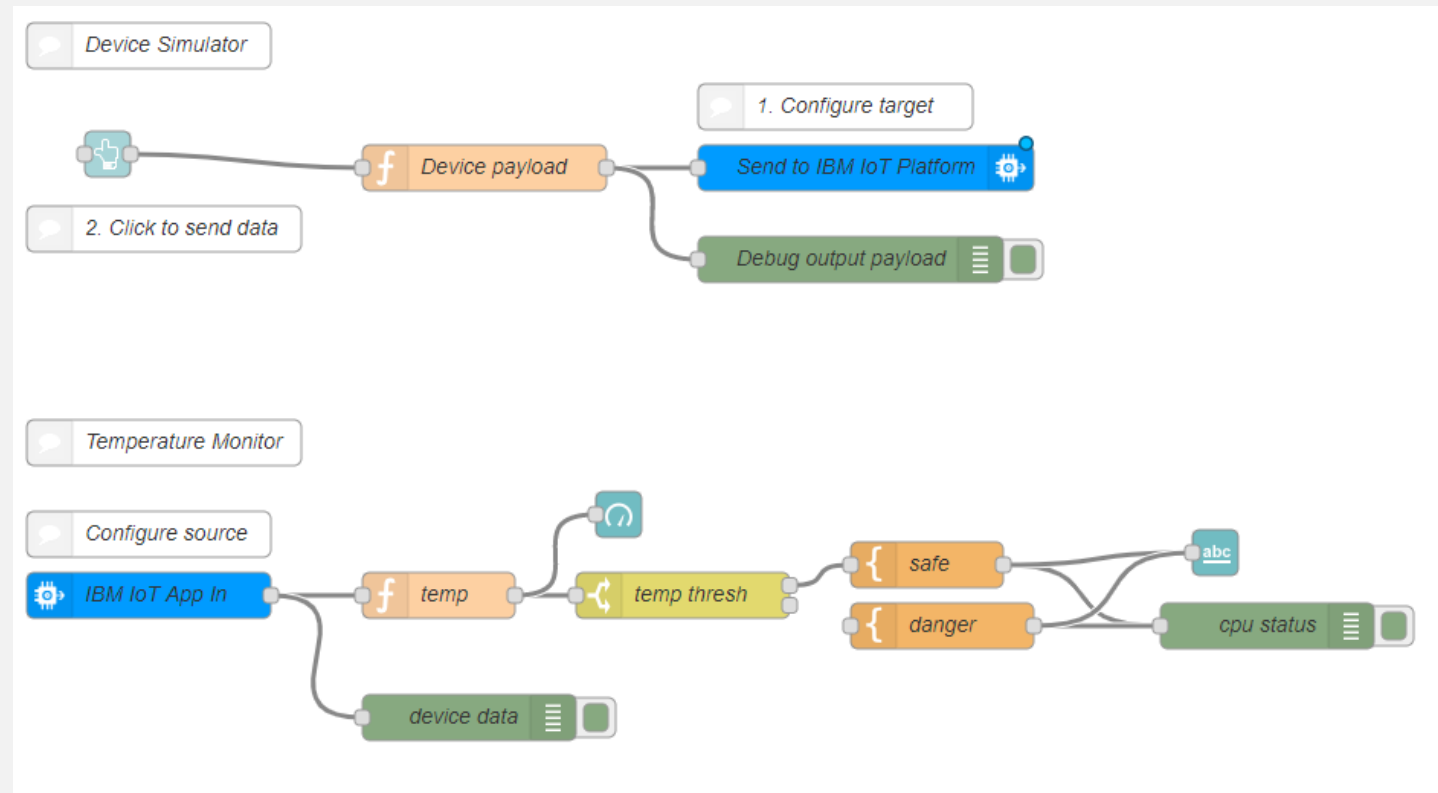 Device Simulator
1. Configure target
Device payload
Send to IBM IoT Platform
2. Click to send data
Debug output payload
Temperature Monitor
Configure source
IBM IoT App In
temp
temp thresh
safe
abc
danger
cpu status
device data